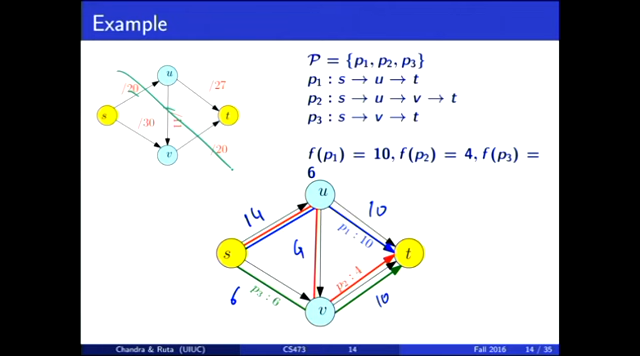 Example
P = {p₁, p₂, p₃}
p₁ : s → u → t
p₂ : s → u → v → t
p₃ : s → v → t
f(p₁) = 10, f(p₂) = 4, f(p₃) =
6
u
/20
/27
s
t
/30
/20
v
u
14
10
p₁ : 10
s
4
t
p₂ : 4
6
p₃ : 6
10
v
Chandra & Ruta (UIUC) CS473 14 Fall 2016 14 / 35